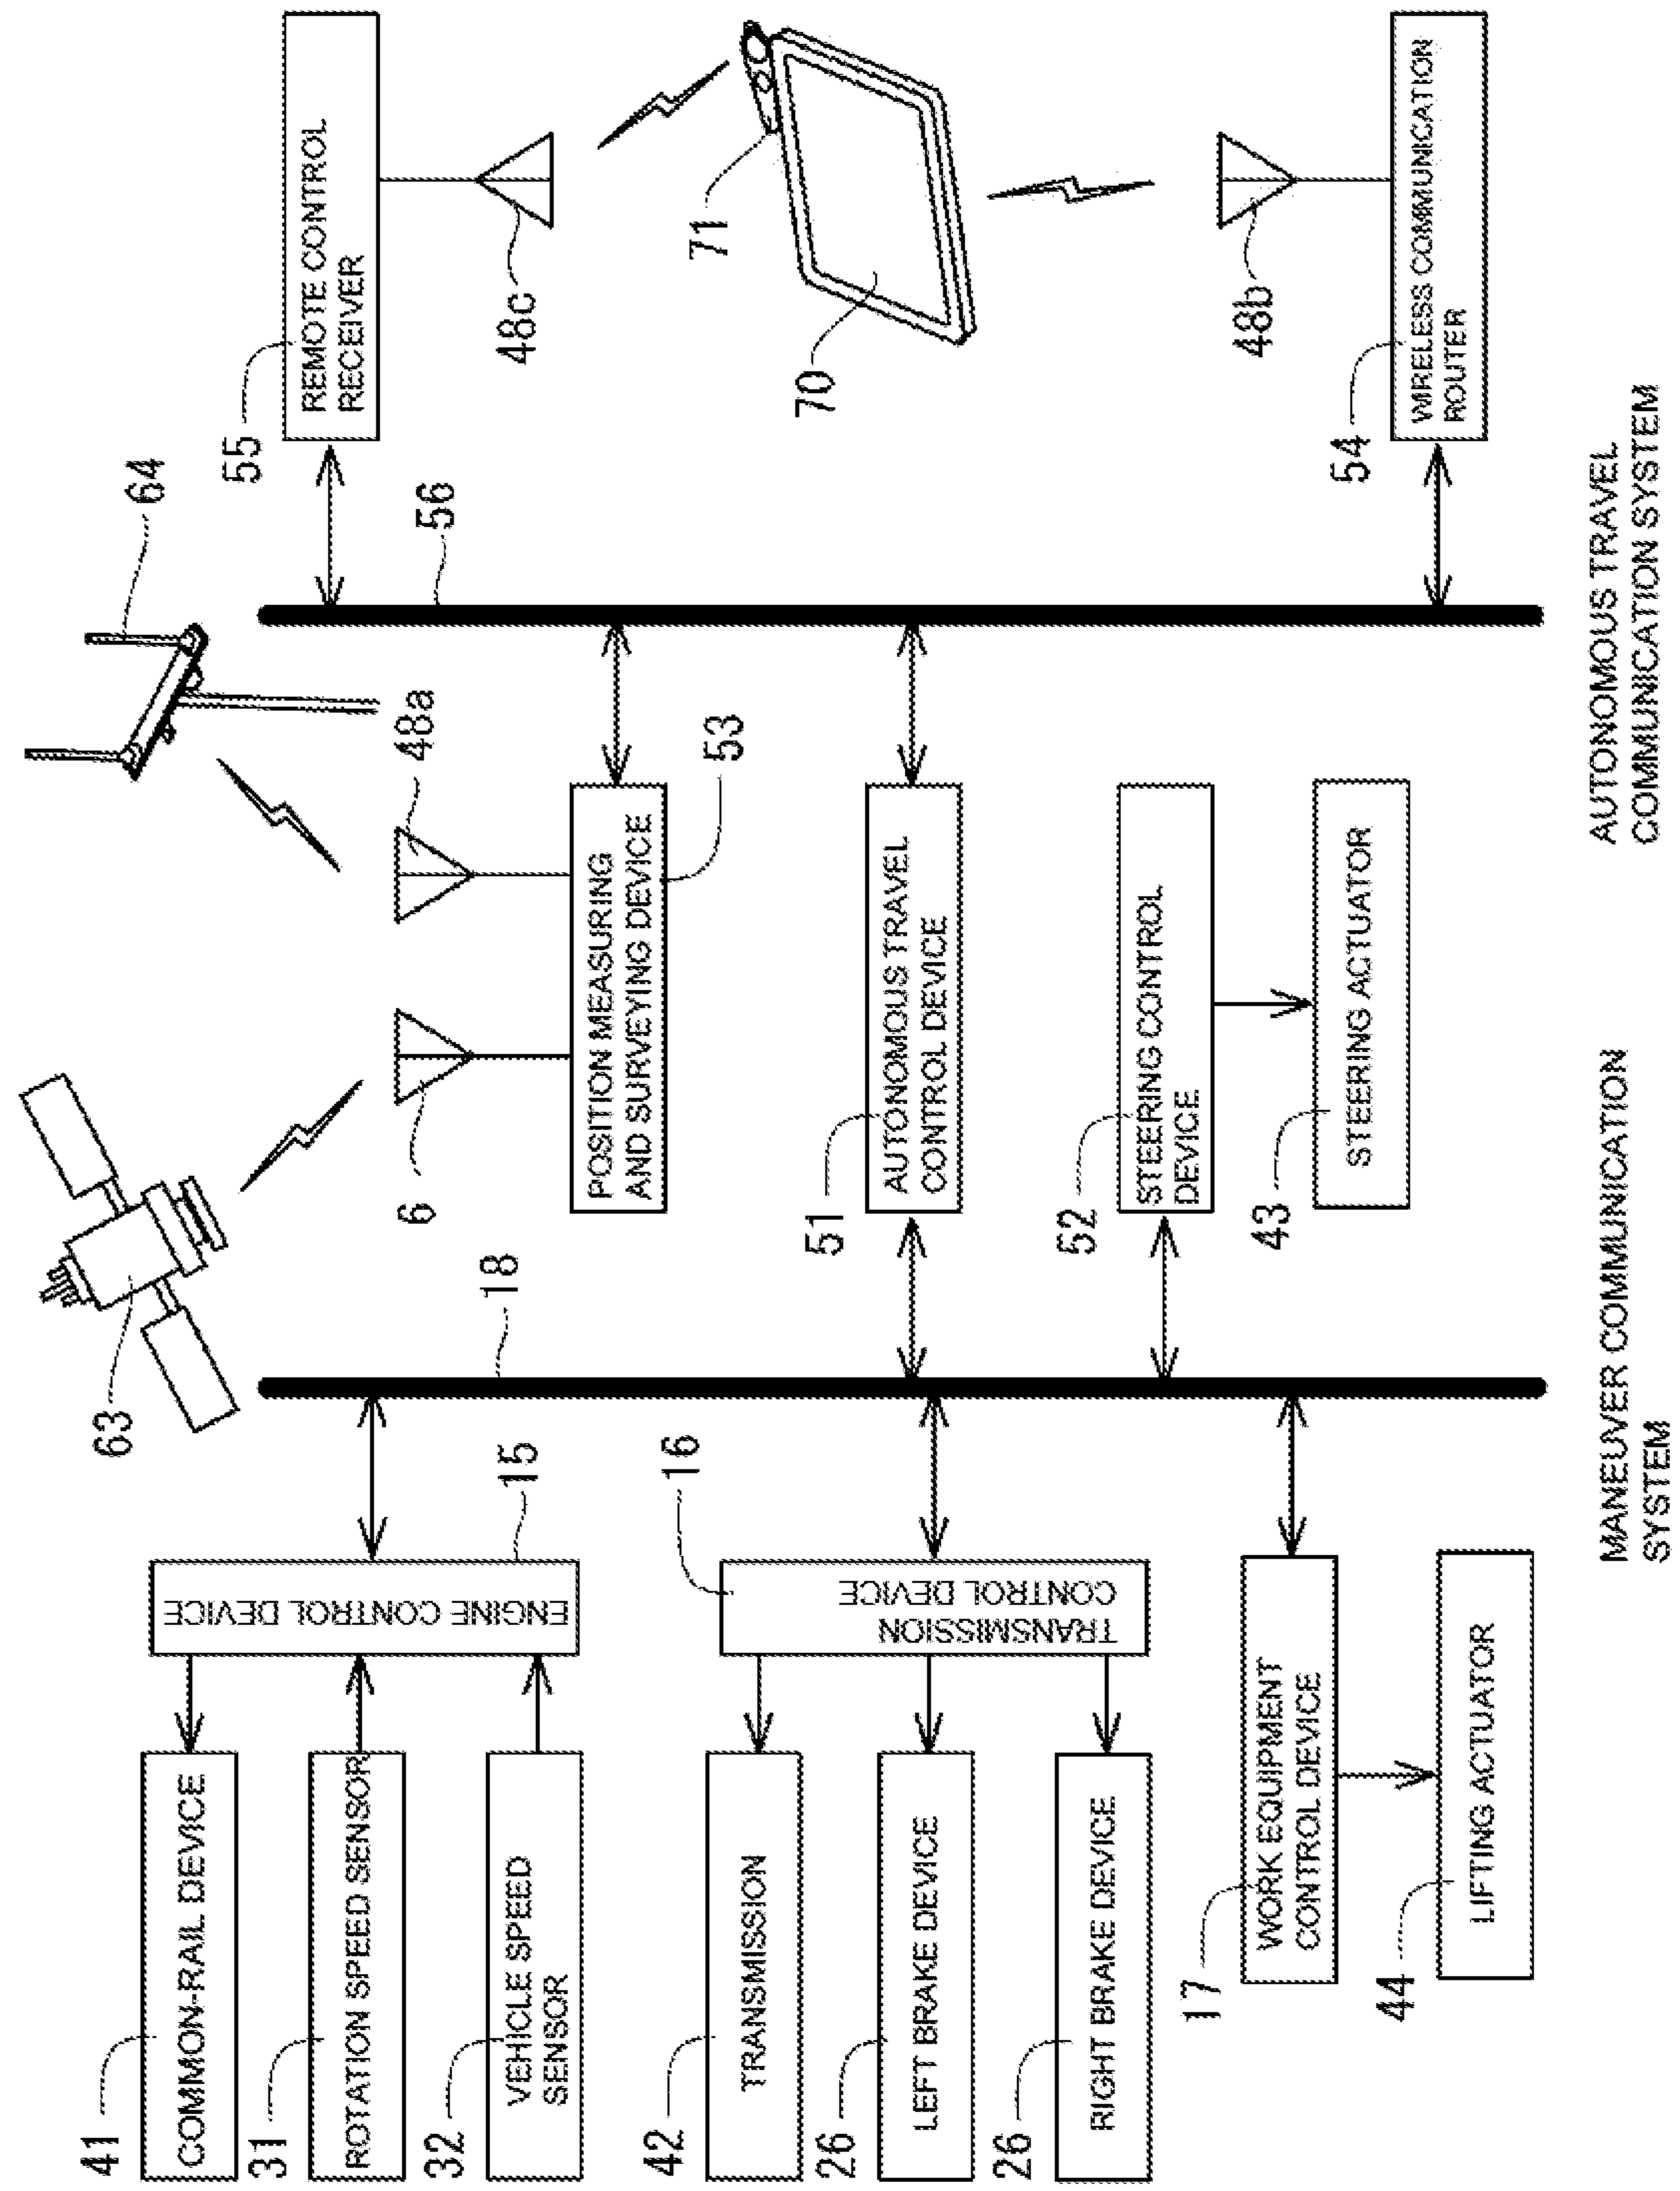 63
64
6
48a
POSITION MEASURING
AND SURVEYING DEVICE
53
41
COMMON-RAIL DEVICE
31
ROTATION SPEED SENSOR
32
VEHICLE SPEED
SENSOR
ENGINE CONTROL DEVICE
15
18
56
55
REMOTE CONTROL
RECEIVER
48c
71
70
42
TRANSMISSION
26
LEFT BRAKE DEVICE
26
RIGHT BRAKE DEVICE
16
TRANSMISSION
CONTROL DEVICE
51
AUTONOMOUS TRAVEL
CONTROL DEVICE
52
STEERING CONTROL
DEVICE
43
STEERING ACTUATOR
48b
54
WIRELESS COMMUNICATION
ROUTER
17
WORK EQUIPMENT
CONTROL DEVICE
44
LIFTING ACTUATOR
MANEUVER COMMUNICATION
SYSTEM
AUTONOMOUS TRAVEL
COMMUNICATION SYSTEM